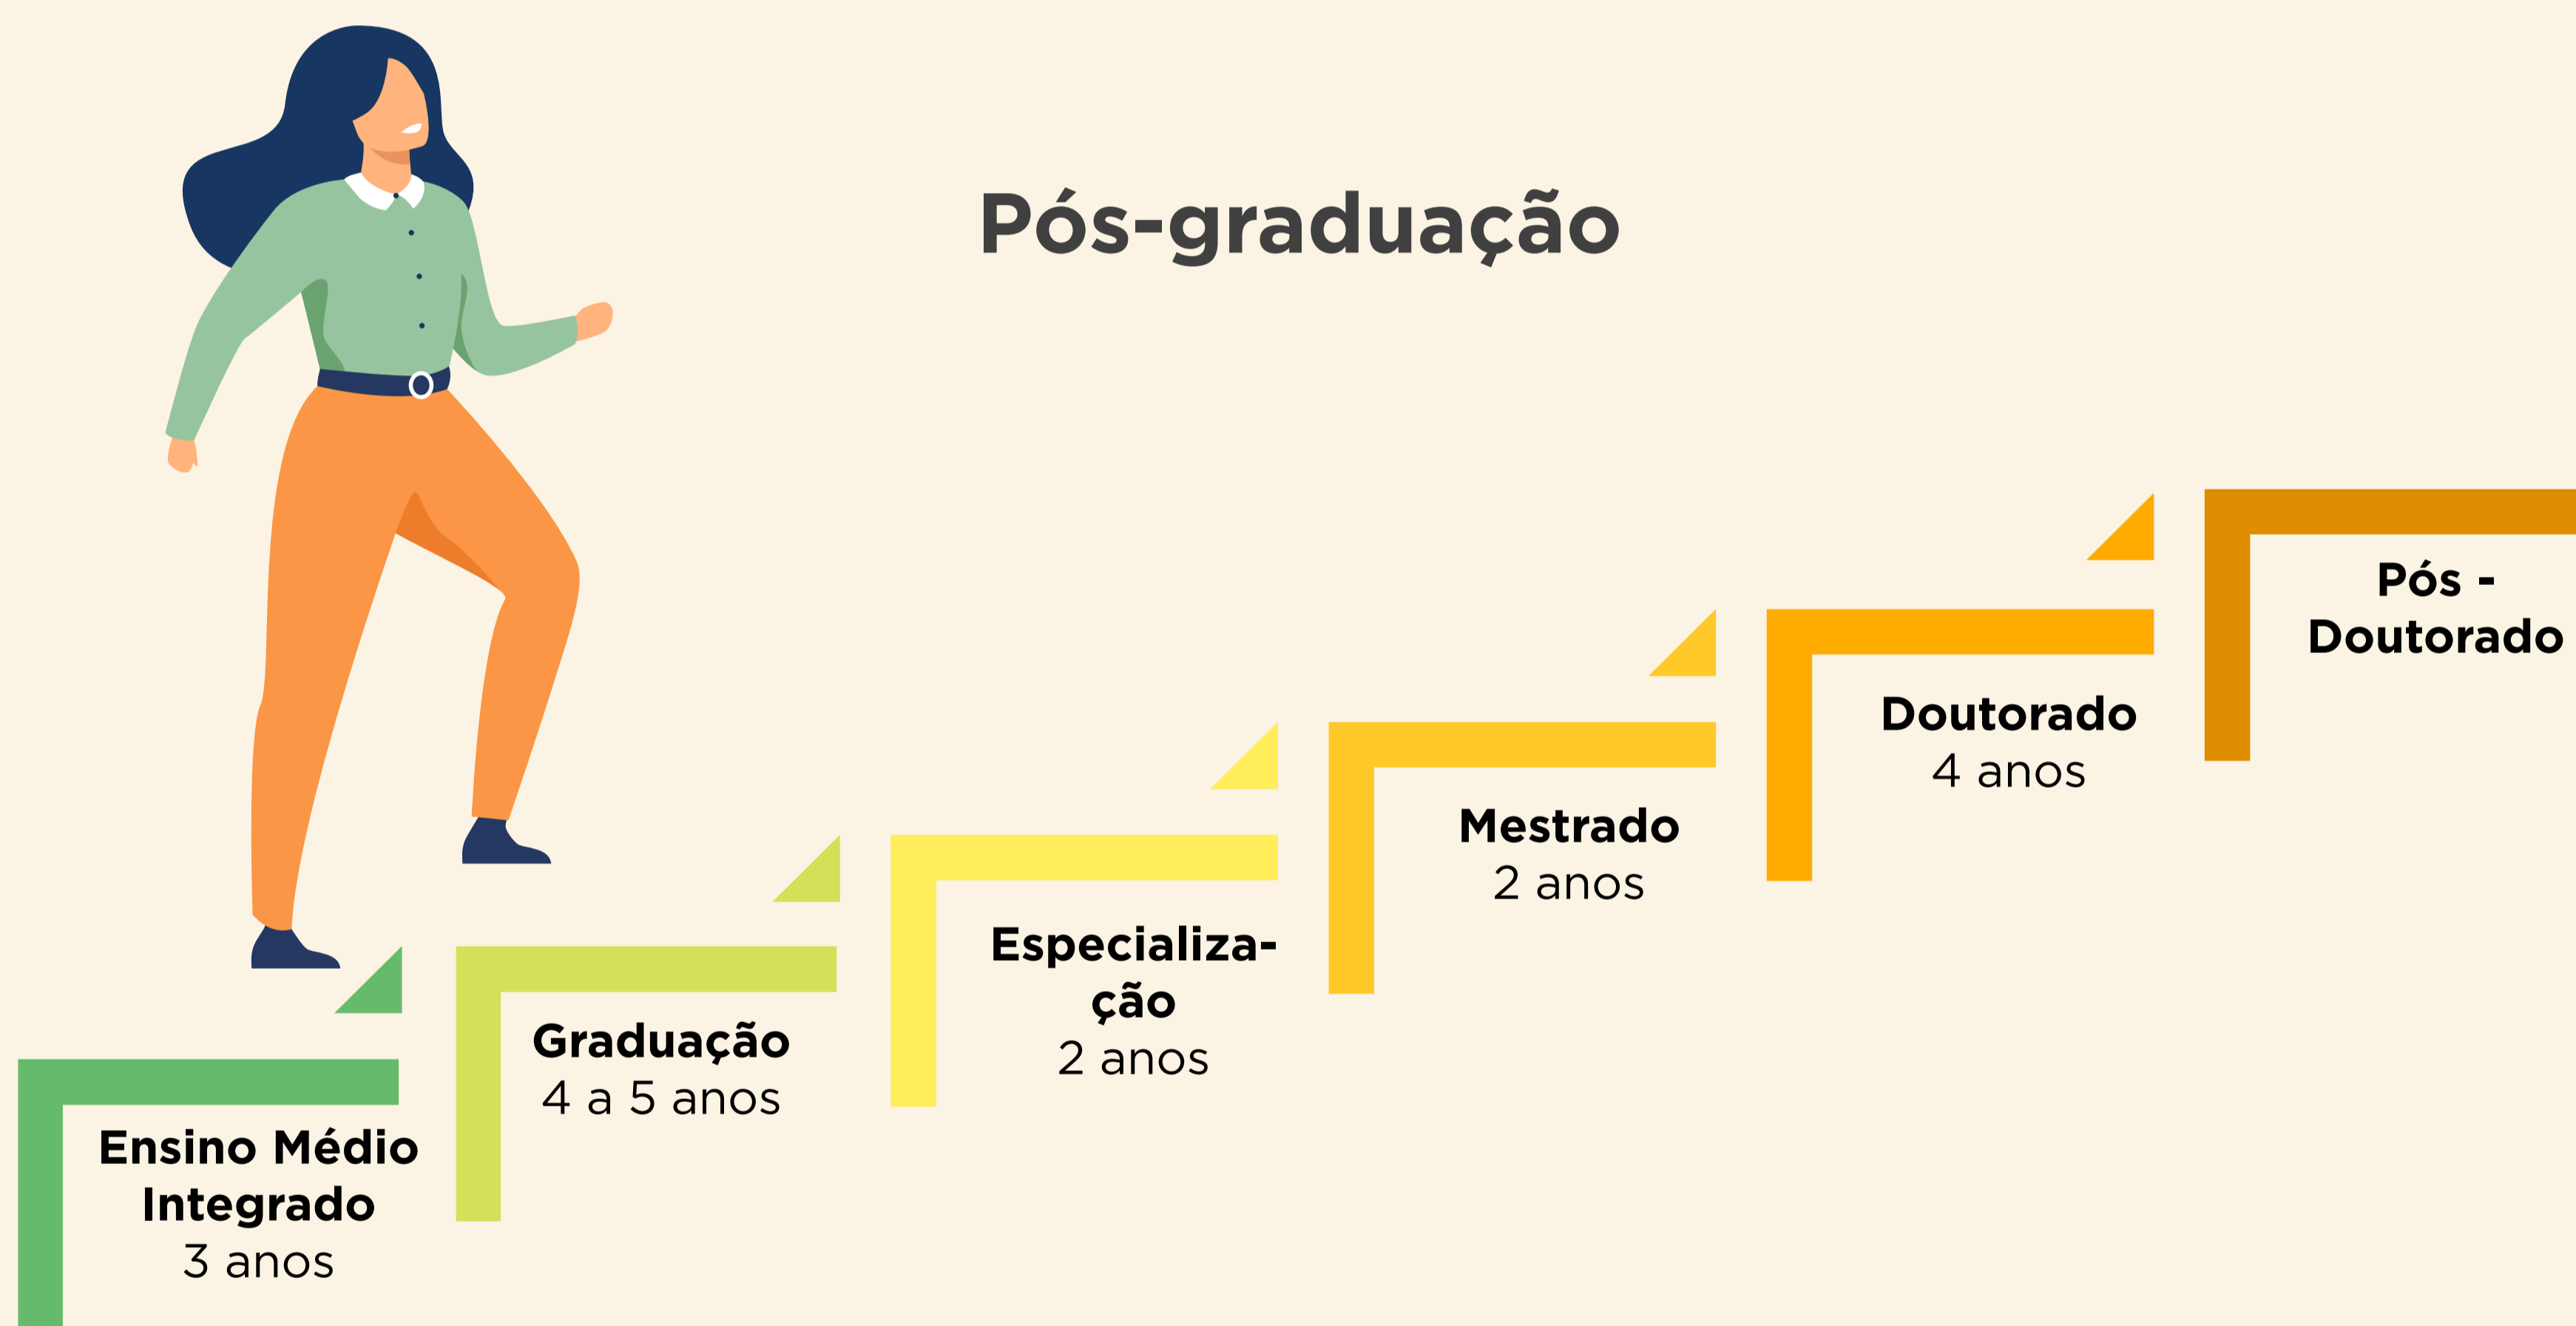 Pós-graduação
Ensino Médio
Integrado
3 anos
Graduação
4 a 5 anos
Especializa-
ção
2 anos
Mestrado
2 anos
Doutorado
4 anos
Pós -
Doutorado